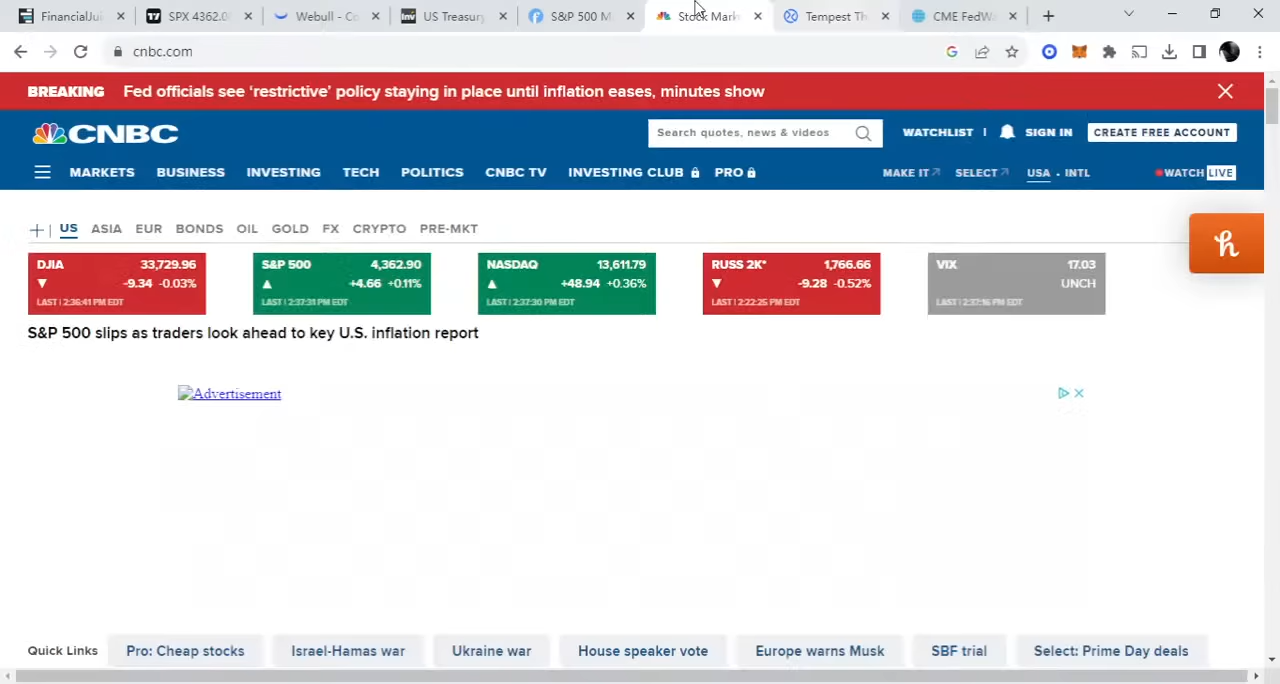 FinancialJui
SPX 4362.0
Webull - Co
US Treasury
S&P 500 M
Stock Mark
Tempest Th
CME FedWa
cnbc.com
BREAKING Fed officials see ‘restrictive’ policy staying in place until inflation eases, minutes show
CNBC
Search quotes, news & videos
WATCHLIST | SIGN IN
CREATE FREE ACCOUNT
MARKETS BUSINESS INVESTING TECH POLITICS CNBC TV INVESTING CLUB PRO
MAKE IT SELECT USA • INTL
WATCH LIVE
US ASIA EUR BONDS OIL GOLD FX CRYPTO PRE-MKT
DJIA 33,729.96
-9.34 -0.03%
LAST | 2:36:41 PM EDT
S&P 500 4,362.90
+4.66 +0.11%
LAST | 2:37:31 PM EDT
NASDAQ 13,611.79
+48.94 +0.36%
LAST | 2:37:30 PM EDT
RUSS 2K* 1,766.66
-9.28 -0.52%
LAST | 2:22:25 PM EDT
VIX 17.03
UNCH
LAST | 2:37:16 PM EDT
S&P 500 slips as traders look ahead to key U.S. inflation report
Advertisement
Quick Links
Pro: Cheap stocks
Israel-Hamas war
Ukraine war
House speaker vote
Europe warns Musk
SBF trial
Select: Prime Day deals